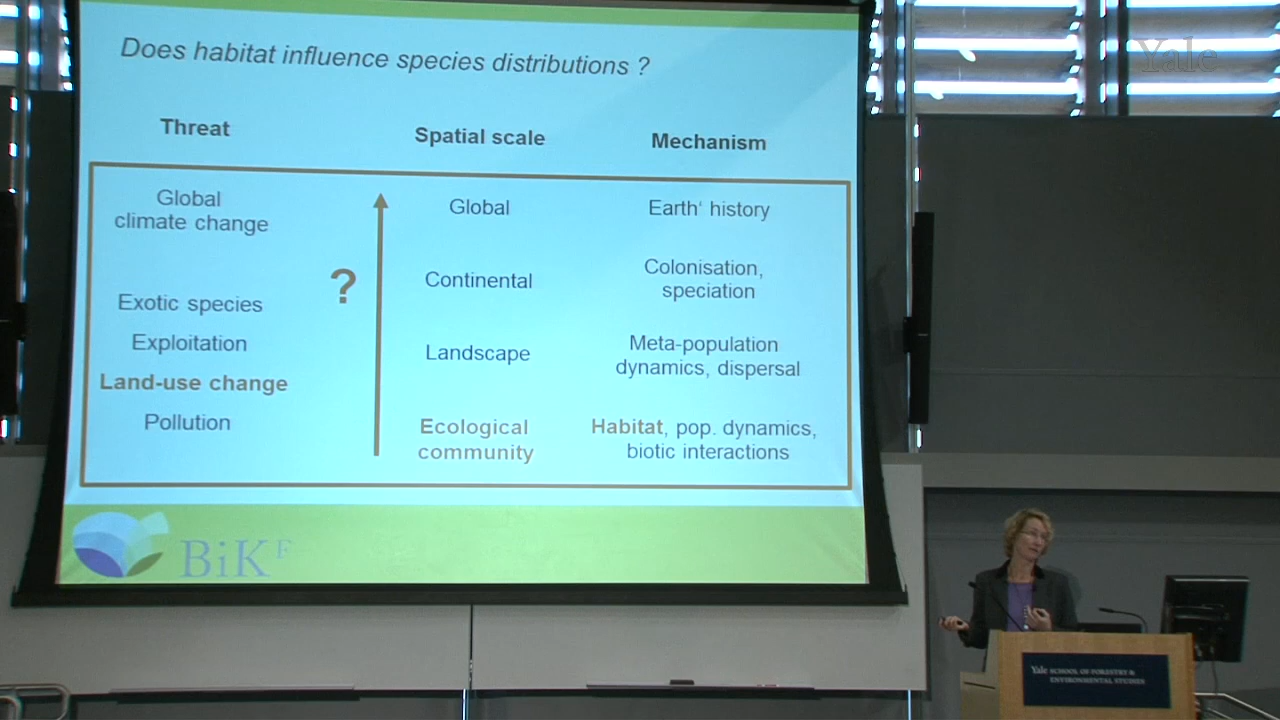 Yale
Does habitat influence species distributions ?
Threat
Spatial scale
Mechanism
Global
climate change
Global
Earth‘ history
?
Continental
Colonisation,
speciation
Exotic species
Exploitation
Landscape
Meta-population
dynamics, dispersal
Land-use change
Pollution
Ecological
community
Habitat, pop. dynamics,
biotic interactions
BiK F
Yale SCHOOL OF FORESTRY &
ENVIRONMENTAL STUDIES